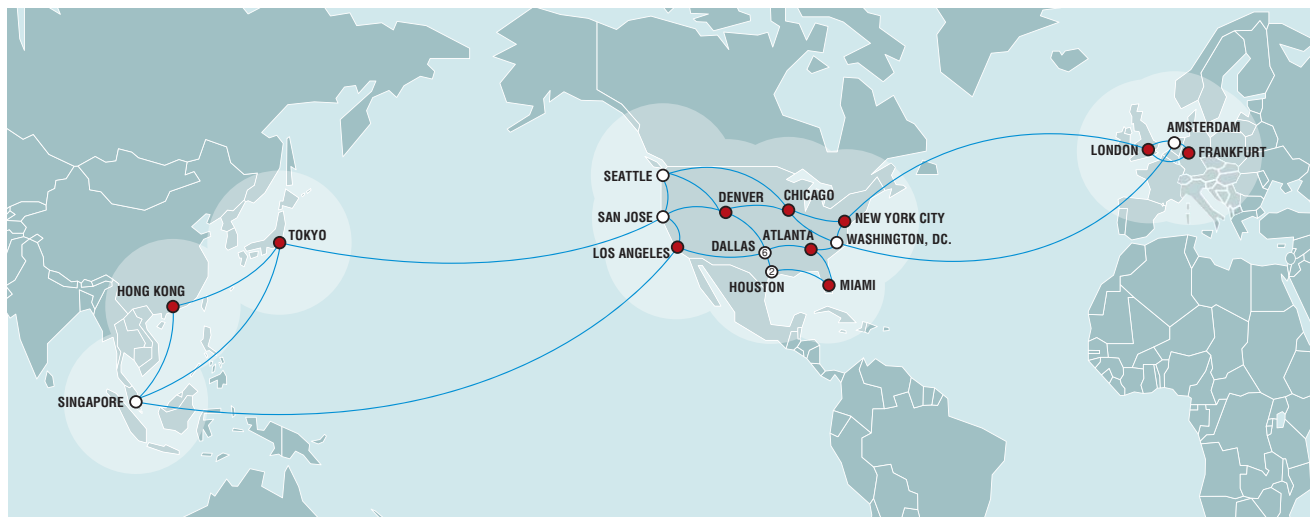 AMSTERDAM
LONDON
FRANKFURT
SEATTLE
DENVER
CHICAGO
SAN JOSE
NEW YORK CITY
TOKYO
ATLANTA
WASHINGTON, DC.
LOS ANGELES
DALLAS
6
HONG KONG
2
HOUSTON
MIAMI
SINGAPORE